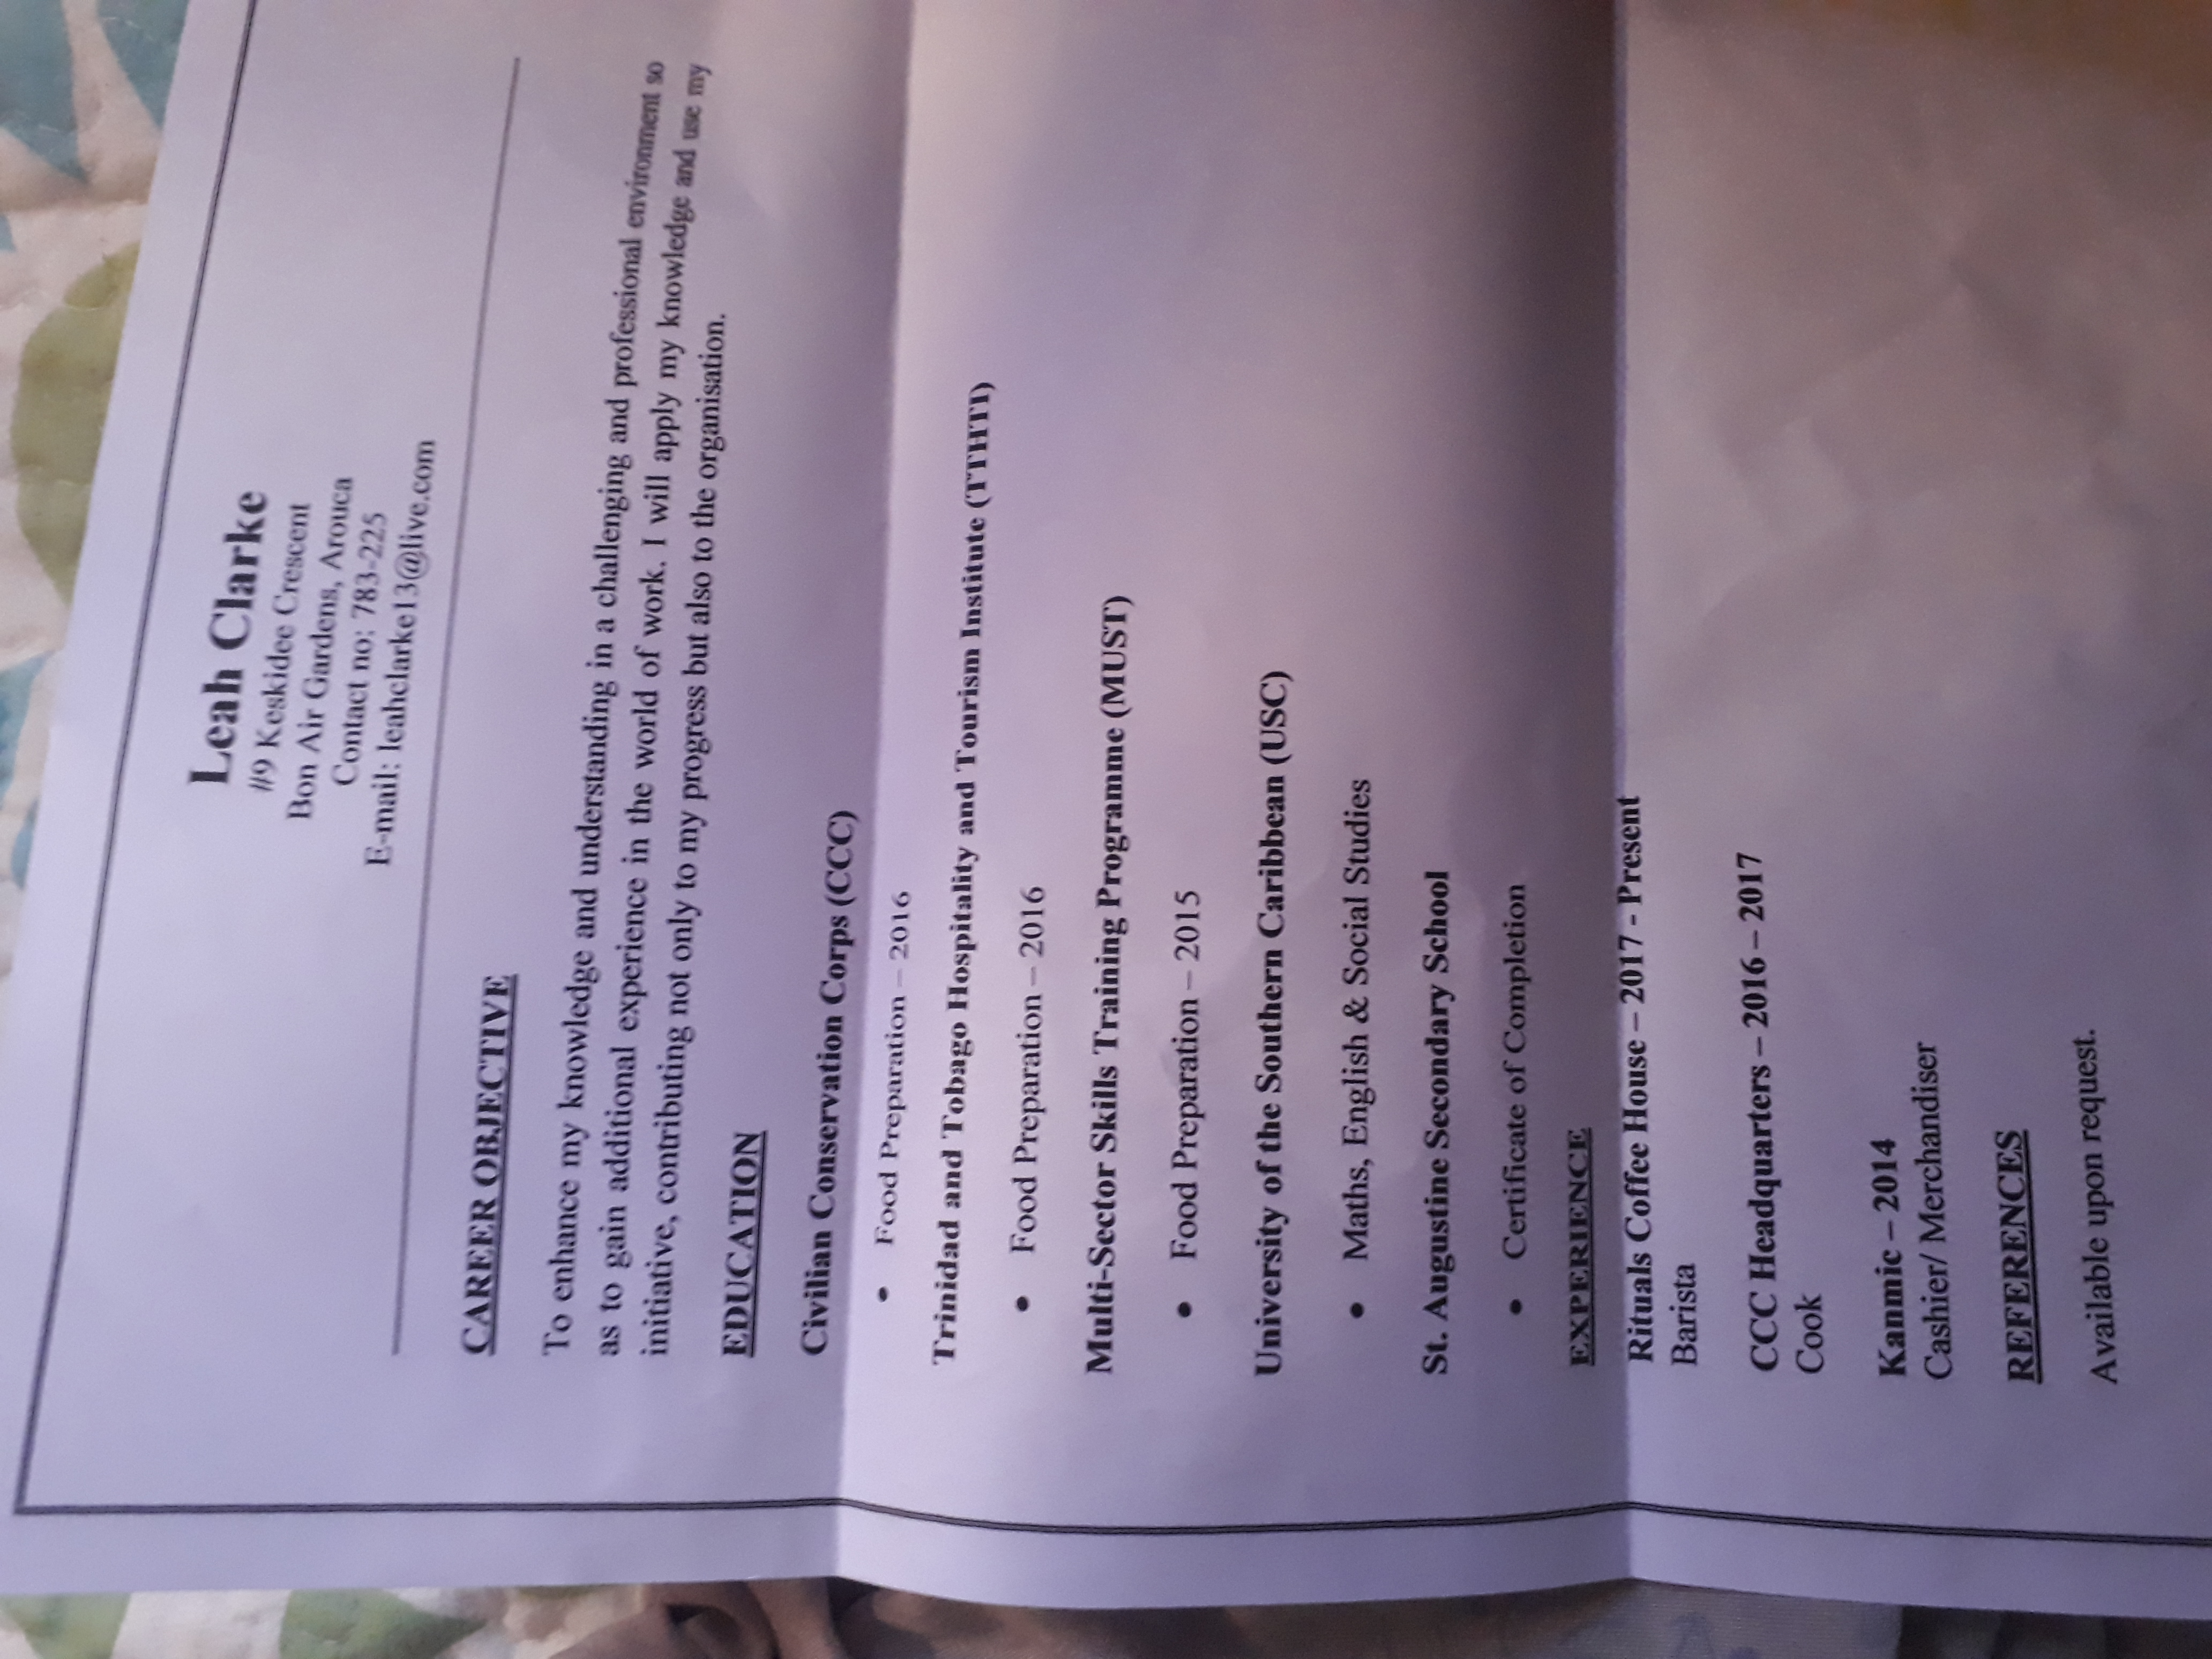 Leah Clarke
#9 Keskidee Crescent
Bon Air Gardens, Arouca
Contact no: 783-225
E-mail: leahclarke13@live.com
CAREER OBJECTIVE
To enhance my knowledge and understanding in a challenging and professional environment so
as to gain additional experience in the world of work. I will apply my knowledge and use my
initiative, contributing not only to my progress but also to the organisation.
EDUCATION
Civilian Conservation Corps (CCC)
• Food Preparation – 2016
Trinidad and Tobago Hospitality and Tourism Institute (TTHTI)
• Food Preparation – 2016
Multi-Sector Skills Training Programme (MUST)
• Food Preparation – 2015
University of the Southern Caribbean (USC)
• Maths, English & Social Studies
St. Augustine Secondary School
• Certificate of Completion
EXPERIENCE
Rituals Coffee House – 2017 - Present
Barista
CCC Headquarters – 2016 – 2017
Cook
Kanmic – 2014
Cashier/ Merchandiser
REFERENCES
Available upon request.